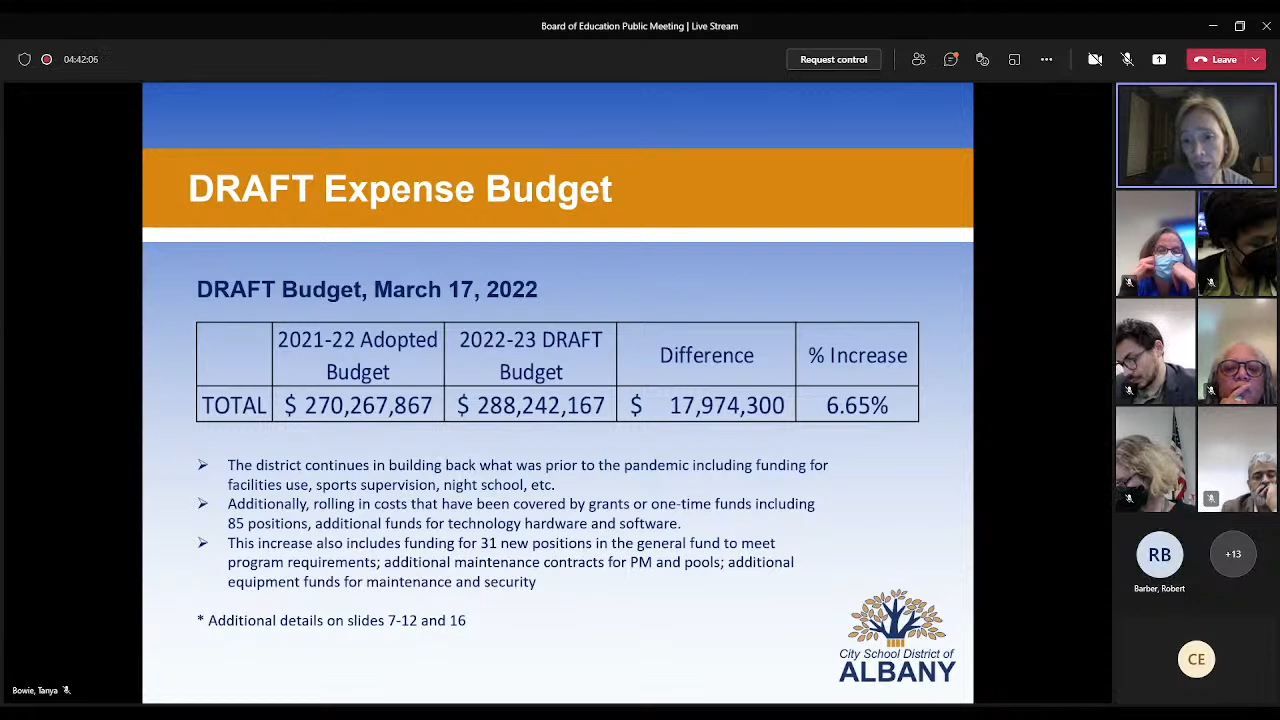 Board of Education Public Meeting | Live Stream
04:42:06
Request control
Leave
DRAFT Expense Budget
DRAFT Budget, March 17, 2022
2021-22 Adopted Budget
2022-23 DRAFT Budget
Difference
% Increase
TOTAL $ 270,267,867 $ 288,242,167 $ 17,974,300 6.65%
The district continues in building back what was prior to the pandemic including funding for
facilities use, sports supervision, night school, etc.
Additionally, rolling in costs that have been covered by grants or one-time funds including
85 positions, additional funds for technology hardware and software.
This increase also includes funding for 31 new positions in the general fund to meet
program requirements; additional maintenance contracts for PM and pools; additional
equipment funds for maintenance and security
* Additional details on slides 7-12 and 16
City School District of
ALBANY
RB
+13
Barber, Robert
CE
Bowie, Tanya